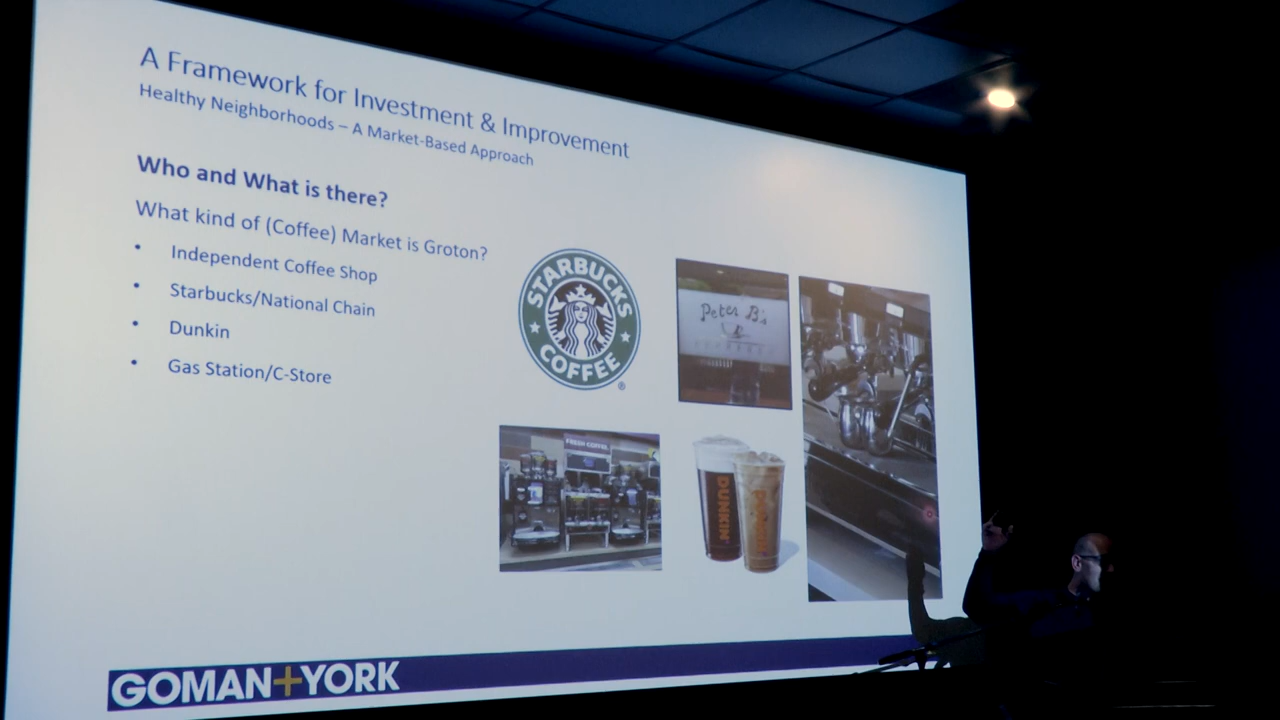 A Framework for Investment & Improvement
Healthy Neighborhoods – A Market-Based Approach
Who and What is there?
What kind of (Coffee) Market is Groton?
• Independent Coffee Shop
• Starbucks/National Chain
• Dunkin
• Gas Station/C-Store
STARBUCKS
COFFEE
®
Peter B's
FRESH COFFEE
DUNKIN'
DUNKIN'
GOMAN+YORK